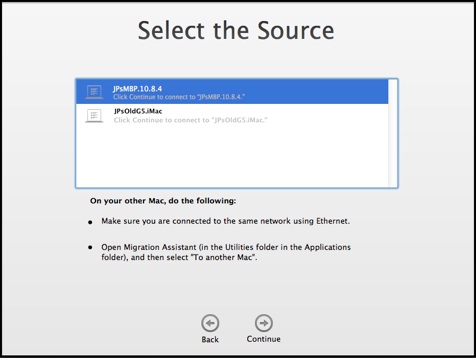 Select the Source
JPsMBP.10.8.4
Click Continue to connect to "JPsMBP.10.8.4."
JPsOldG5.iMac
Click Continue to connect to "JPsOldG5.iMac."
On your other Mac, do the following:
• Make sure you are connected to the same network using Ethernet.
• Open Migration Assistant (in the Utilities folder in the Applications
folder), and then select "To another Mac".
Back
Continue